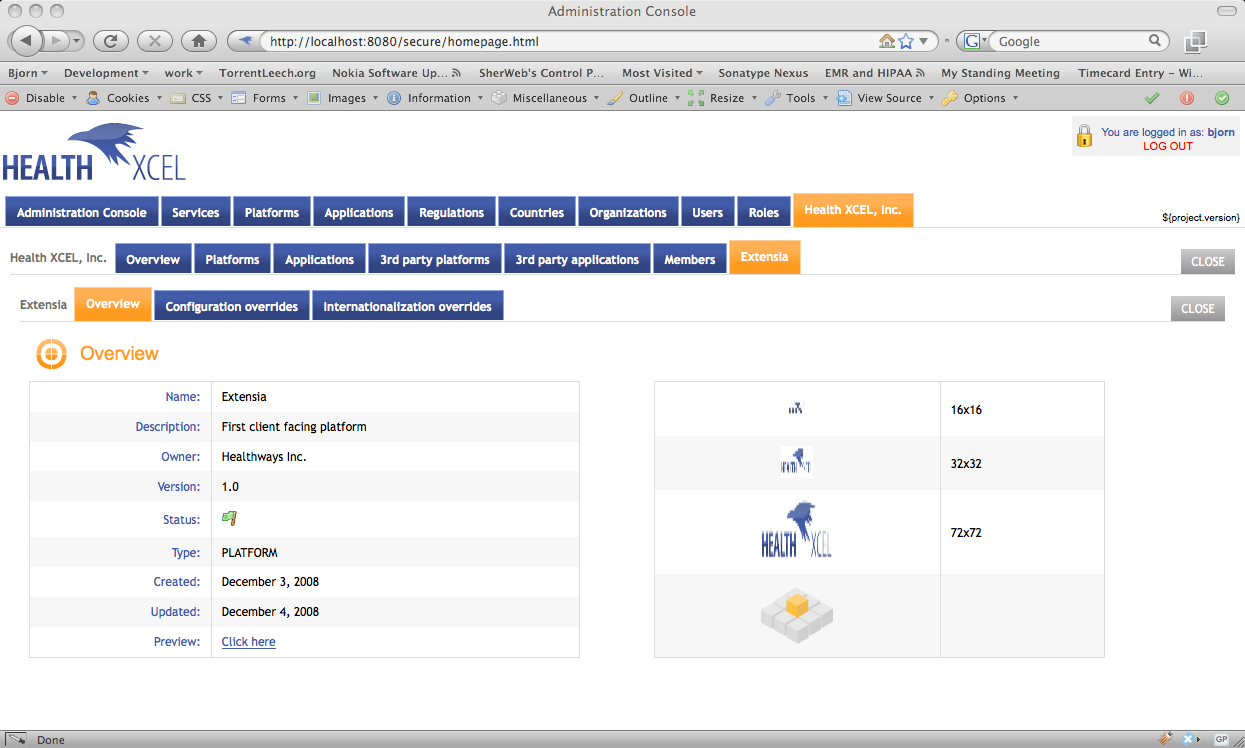 Administration Console
http://localhost:8080/secure/homepage.html
G Google
Bjorn Development work TorrentLeech.org Nokia Software Up... SherWeb's Control P... Most Visited Sonatype Nexus EMR and HIPAA My Standing Meeting Timecard Entry – Wi...
Disable Cookies CSS CSS Forms Images Information Miscellaneous Outline Resize Tools View Source Options
HEALTH XCEL
You are logged in as: bjorn
LOG OUT
Administration Console Services Platforms Applications Regulations Countries Organizations Users Roles Health XCEL, Inc.
${project.version}
Health XCEL, Inc. Overview Platforms Applications 3rd party platforms 3rd party applications Members Extensia
CLOSE
Extensia Overview Configuration overrides Internationalization overrides
CLOSE
Overview
Name: Extensia
Description: First client facing platform
Owner: Healthways Inc.
Version: 1.0
Status:
Type: PLATFORM
Created: December 3, 2008
Updated: December 4, 2008
Preview: Click here
16x16
32x32
HEALTH XCEL
72x72
Done
GP